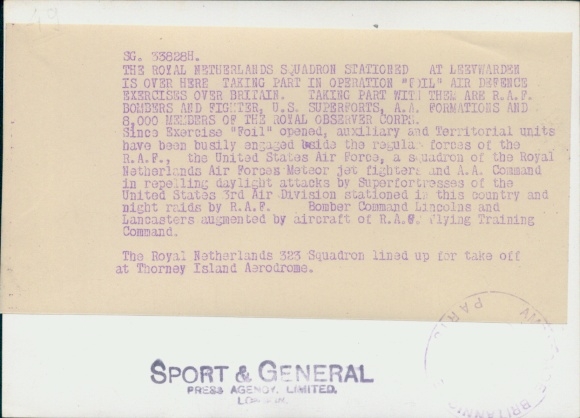 49
SG. 33828H.
THE ROYAL NETHERLANDS SQUADRON STATIONED AT LEEUWARDEN
IS OVER HERE TAKING PART IN OPERATION "FOIL" AIR DEFENCE
EXERCISES OVER BRITAIN. TAKING PART WITH THEM ARE R.A.F.
BOMBERS AND FIGHTER, U.S. SUPERFORTS, A.A. FORMATIONS AND
8,000 MEMBERS OF THE ROYAL OBSERVER CORPS.
Since Exercise "Foil" opened, auxiliary and Territorial units
have been busily engaged beside the regular forces of the
R.A.F., the United States Air Force, a squadron of the Royal
Netherlands Air Forces Meteor jet fighters and A.A. Command
in repelling daylight attacks by Superfortresses of the
United States 3rd Air Division stationed in this country and
night raids by R.A.F. Bomber Command Lincolns and
Lancasters augmented by aircraft of R.A.F. Flying Training
Command.
The Royal Netherlands 323 Squadron lined up for take off
at Thorney Island Aerodrome.
SPORT & GENERAL
PRESS AGENCY, LIMITED.
LONDON.